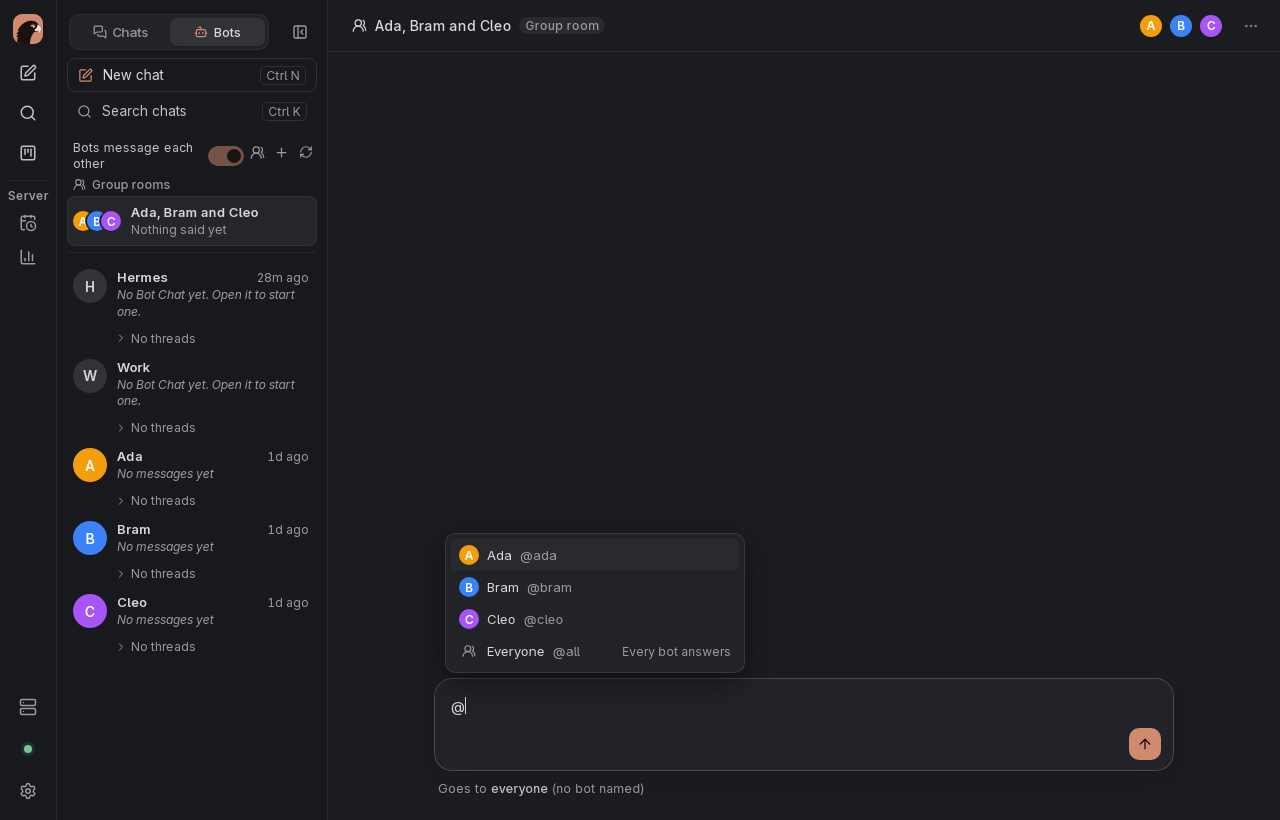 Chats
Bots
New chat
Ctrl N
Search chats
Ctrl K
Bots message each
other
Server
Group rooms
A B C
Ada, Bram and Cleo
Nothing said yet
H
Hermes
28m ago
No Bot Chat yet. Open it to start
one.
No threads
W
Work
No Bot Chat yet. Open it to start
one.
No threads
A
Ada
1d ago
No messages yet
No threads
B
Bram
1d ago
No messages yet
No threads
C
Cleo
1d ago
No messages yet
No threads
Ada, Bram and Cleo
Group room
A B C
A Ada @ada
B Bram @bram
C Cleo @cleo
Everyone @all Every bot answers
@
Goes to everyone (no bot named)